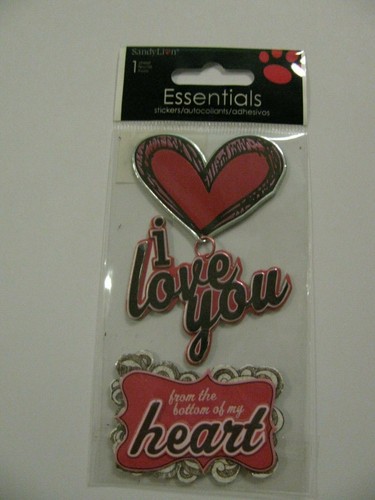 SandyLion®
1
Essentials
stickers/autocollants/adhesivos
i
love
you
from the
bottom of my
heart